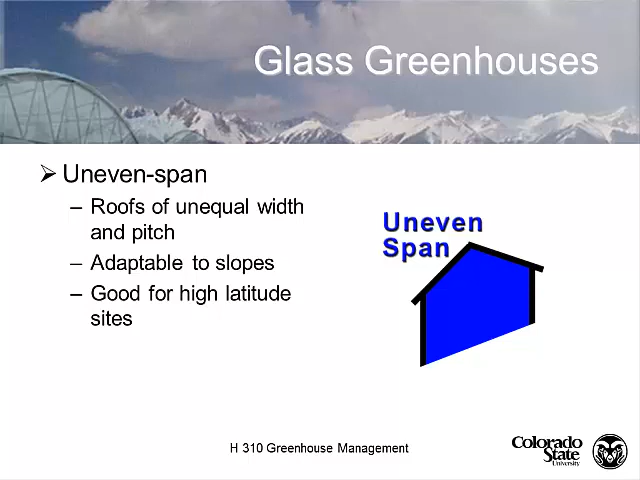 Glass Greenhouses
➢ Uneven-span
– Roofs of unequal width
and pitch
– Adaptable to slopes
– Good for high latitude
sites
Uneven
Span
H 310 Greenhouse Management
Colorado
State
University